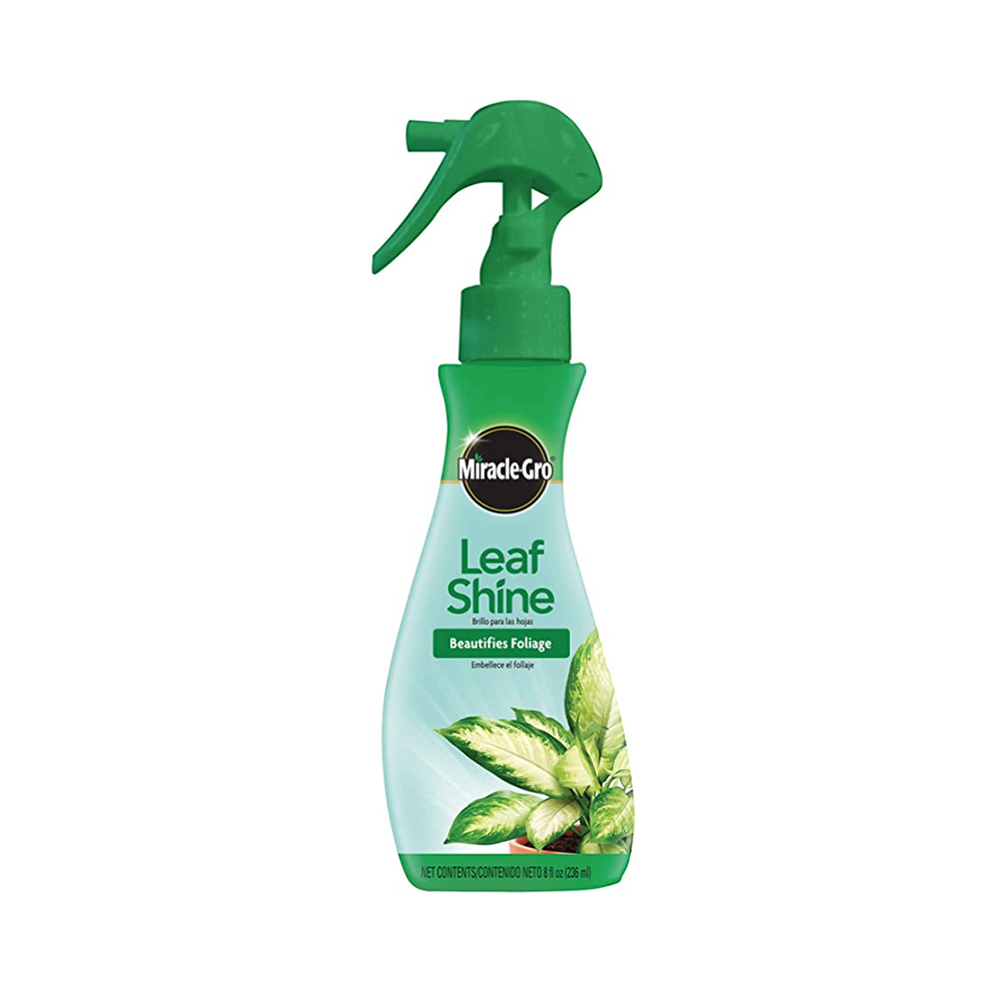 Miracle-Gro®
Leaf
Shine
Brillo para las hojas
Beautifies Foliage
Embellece el follaje
NET CONTENTS/CONTENIDO NETO 8 fl oz (236 ml)